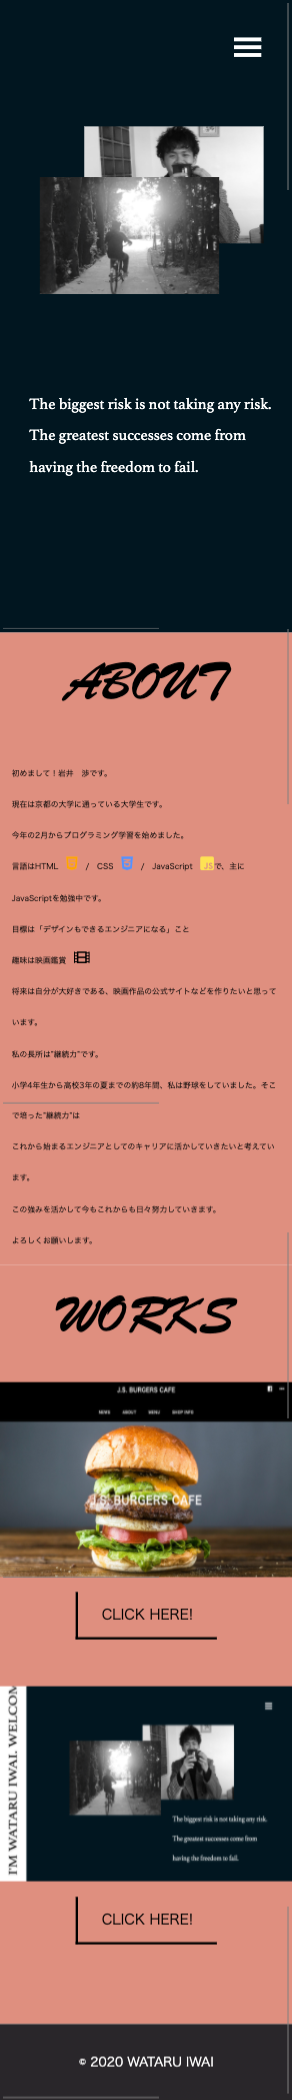 The biggest risk is not taking any risk.
The greatest successes come from
having the freedom to fail.
ABOUT
初めまして！岩井　渉です。
現在は京都の大学に通っている大学生です。
今年の2月からプログラミング学習を始めました。
言語はHTML / CSS / JavaScript JSで、主に
JavaScriptを勉強中です。
目標は「デザインもできるエンジニアになる」こと
趣味は映画鑑賞
将来は自分が大好きである、映画作品の公式サイトなどを作りたいと思って
います。
私の長所は"継続力"です。
小学4年生から高校3年の夏までの約8年間、私は野球をしていました。そこ
で培った"継続力"は
これから始まるエンジニアとしてのキャリアに活かしていきたいと考えてい
ます。
この強みを活かして今もこれからも日々努力していきます。
よろしくお願いします。
WORKS
J.S. BURGERS CAFE
NEWS ABOUT MENU SHOP INFO
J.S. BURGERS CAFE
CLICK HERE!
I'M WATARU IWAI. WELCOM
The biggest risk is not taking any risk.
The greatest successes come from
having the freedom to fail.
CLICK HERE!
© 2020 WATARU IWAI